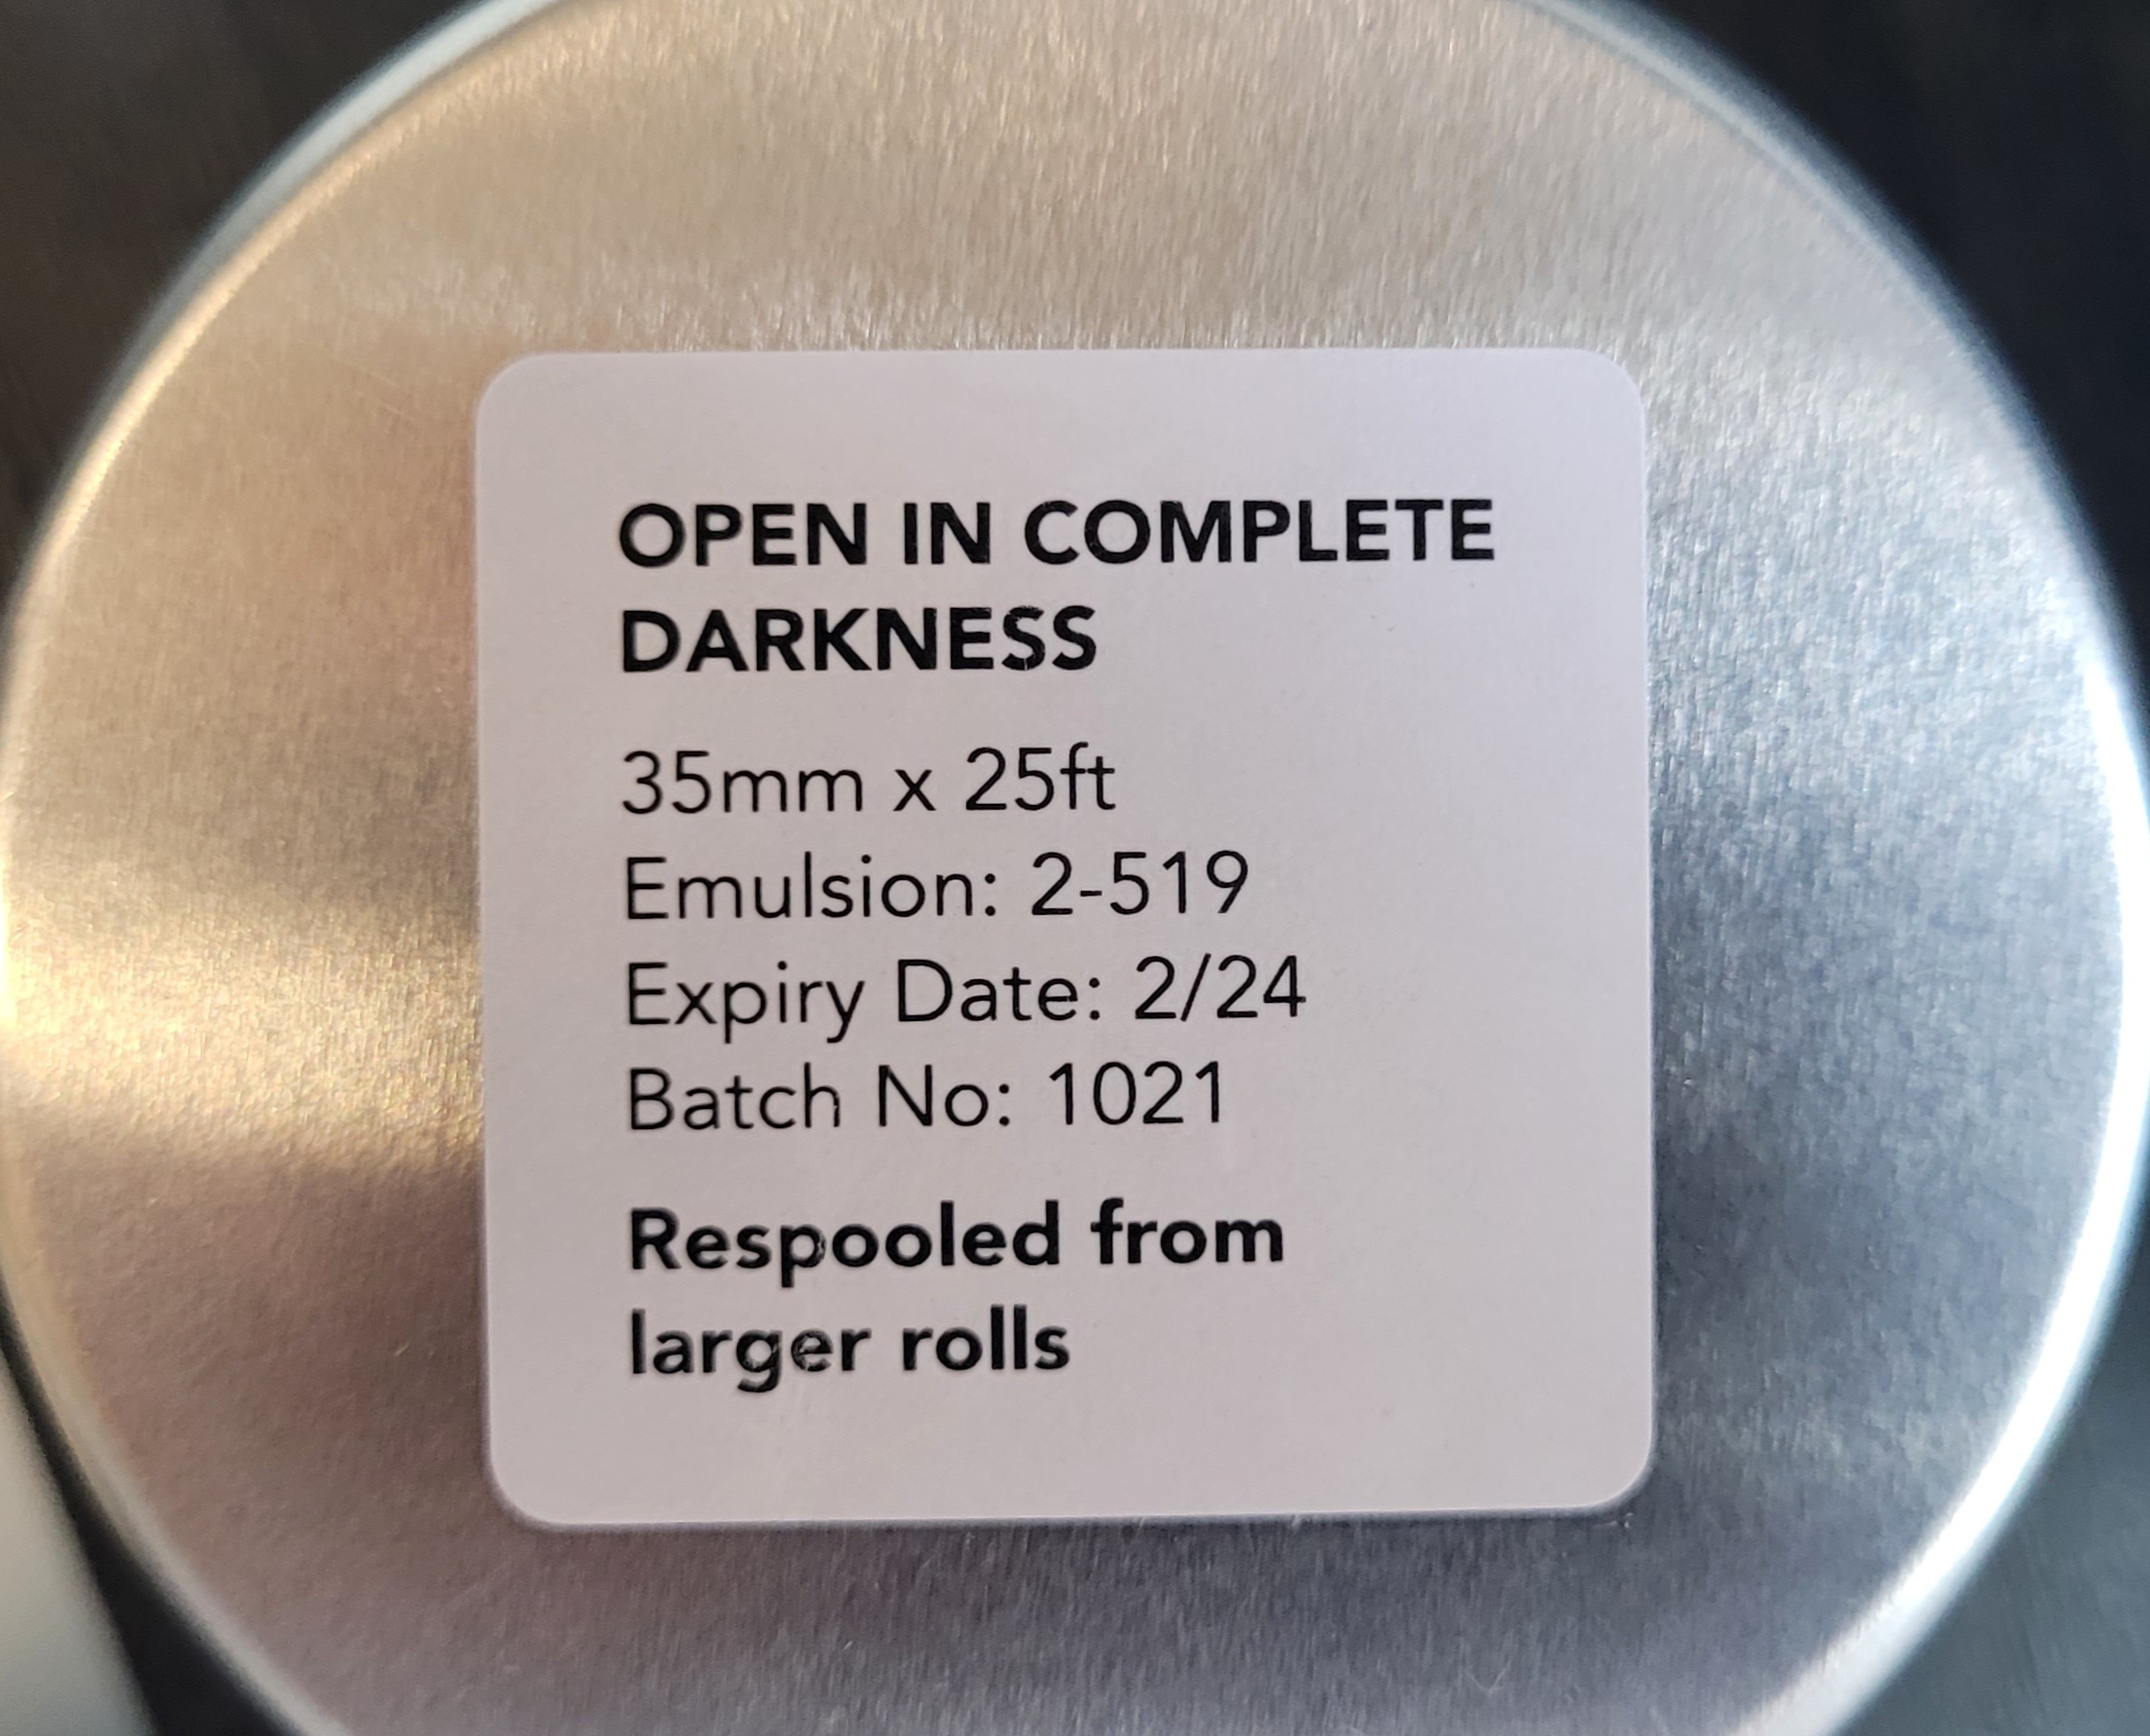 OPEN IN COMPLETE
DARKNESS
35mm x 25ft
Emulsion: 2-519
Expiry Date: 2/24
Batch No: 1021
Respooled from
larger rolls